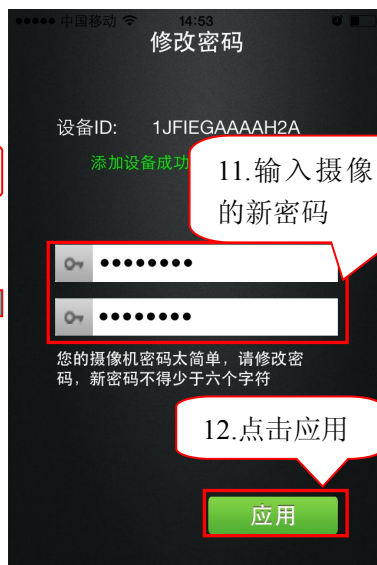 中国移动 14:53
修改密码
设备ID: 1JFIEGAAAAH2A
添加设备成功
11.输入摄像
的新密码
••••••••
••••••••
您的摄像机密码太简单，请修改密
码，新密码不得少于六个字符
12.点击应用
应用